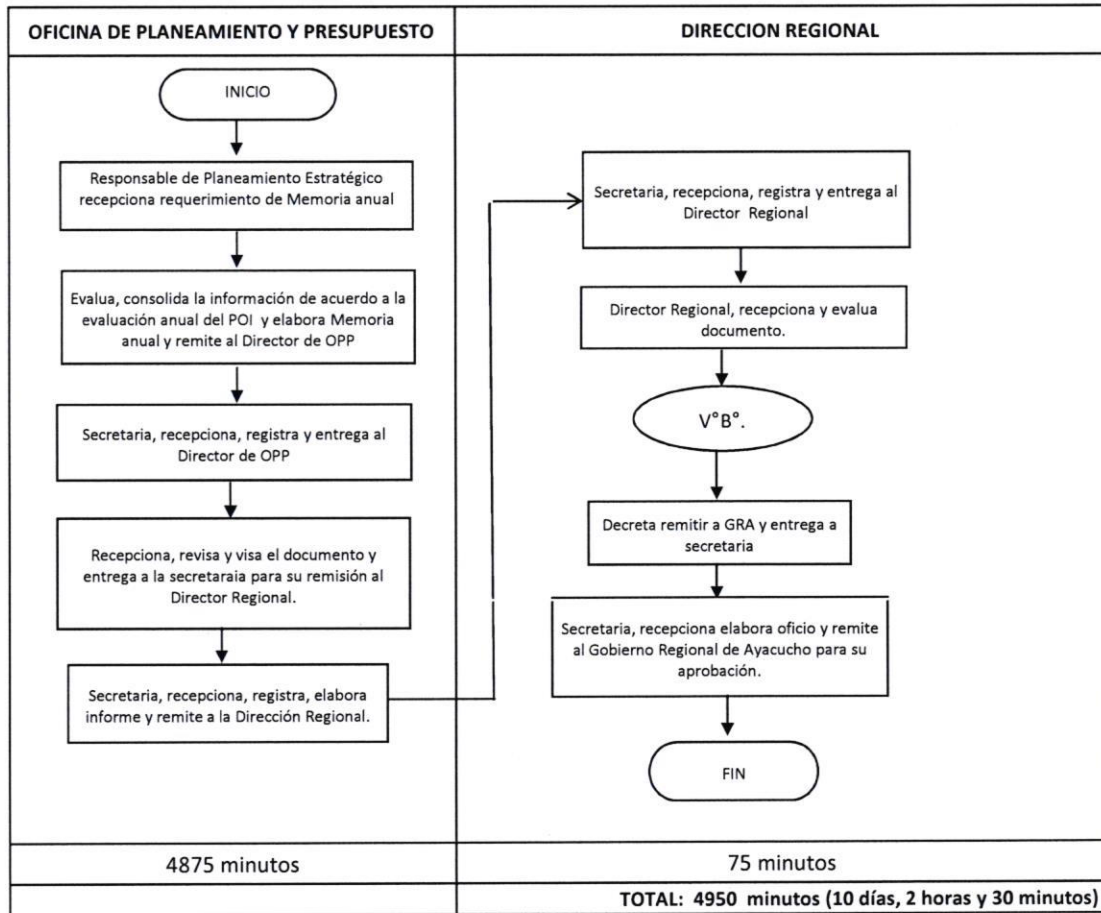 OFICINA DE PLANEAMIENTO Y PRESUPUESTO
DIRECCION REGIONAL
INICIO
Responsable de Planeamiento Estratégico
recepciona requerimiento de Memoria anual
Evalua, consolida la información de acuerdo a la
evaluación anual del POI y elabora Memoria
anual y remite al Director de OPP
Secretaria, recepciona, registra y entrega al
Director de OPP
Recepciona, revisa y visa el documento y
entrega a la secretaraia para su remisión al
Director Regional.
Secretaria, recepciona, registra, elabora
informe y remite a la Dirección Regional.
Secretaria, recepciona, registra y entrega al
Director Regional
Director Regional, recepciona y evalua
documento.
V°B°.
Decreta remitir a GRA y entrega a
secretaria
Secretaria, recepciona elabora oficio y remite
al Gobierno Regional de Ayacucho para su
aprobación.
FIN
4875 minutos
75 minutos
TOTAL: 4950 minutos (10 días, 2 horas y 30 minutos)